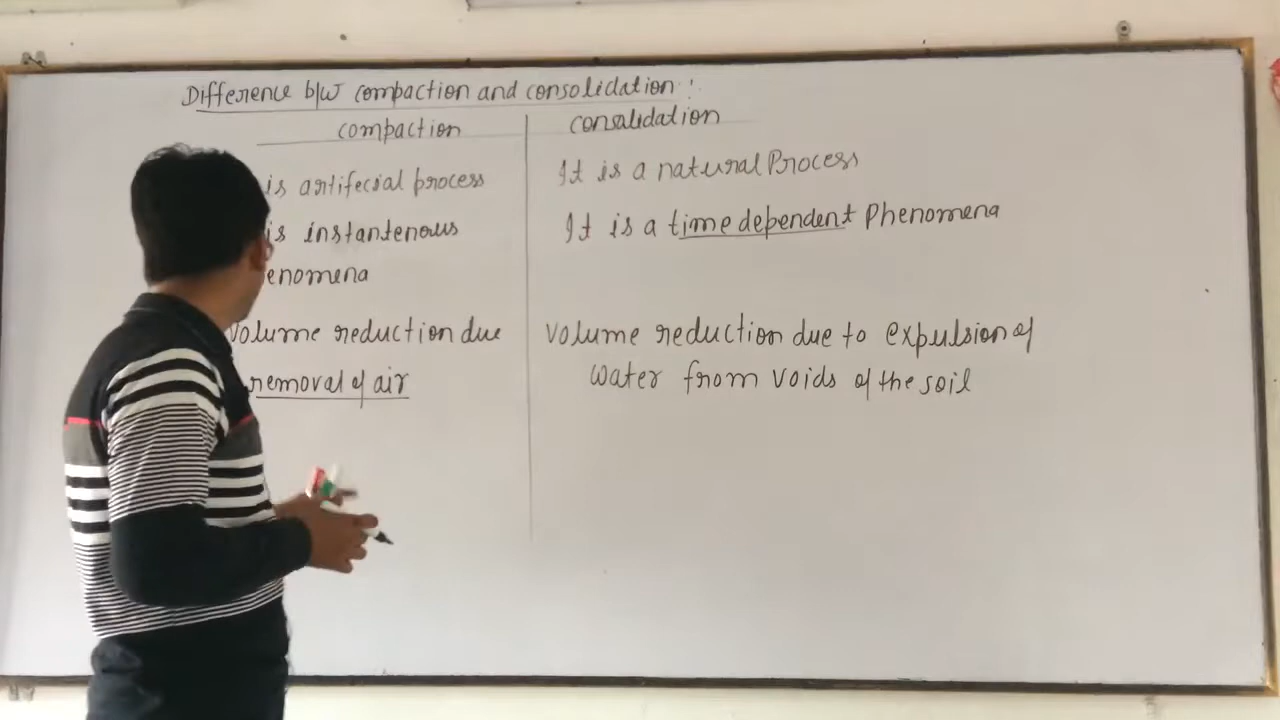 Difference b/w compaction and consolidation :
compaction
consalidation
is artifecial process
It is a natural Process
is instantenous
It is a time dependent Phenomena
enomena
volume reduction due
volume reduction due to expulsion of
removal of air
water from voids of the soil